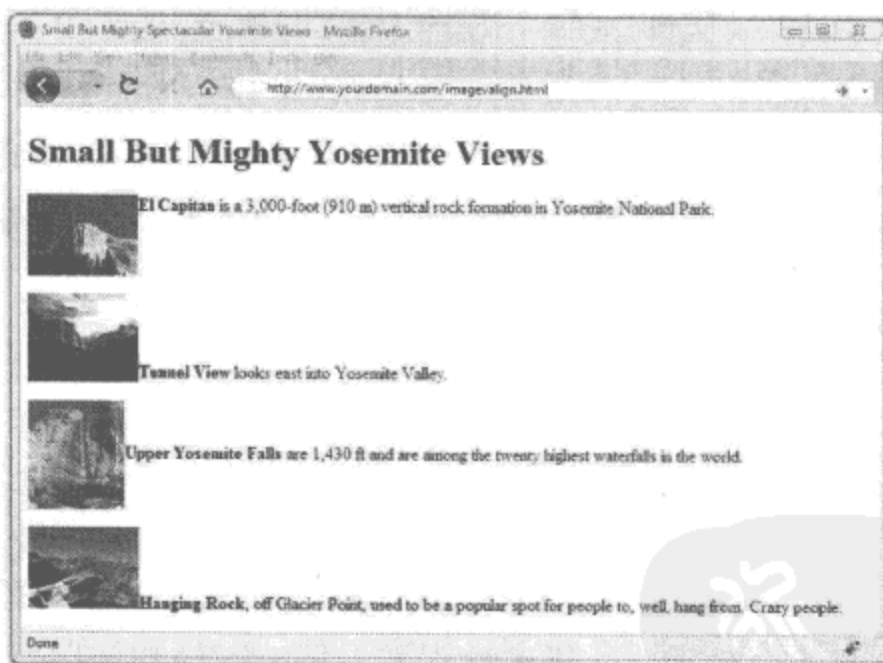 Small But Mighty Spectacular Yosemite Views - Mozilla Firefox
http://www.yourdomain.com/imagevalign.html
Small But Mighty Yosemite Views
El Capitan is a 3,000-foot (910 m) vertical rock formation in Yosemite National Park.
Tunnel View looks east into Yosemite Valley.
Upper Yosemite Falls are 1,430 ft and are among the twenty highest waterfalls in the world.
Hanging Rock, off Glacier Point, used to be a popular spot for people to, well, hang from. Crazy people.
Done